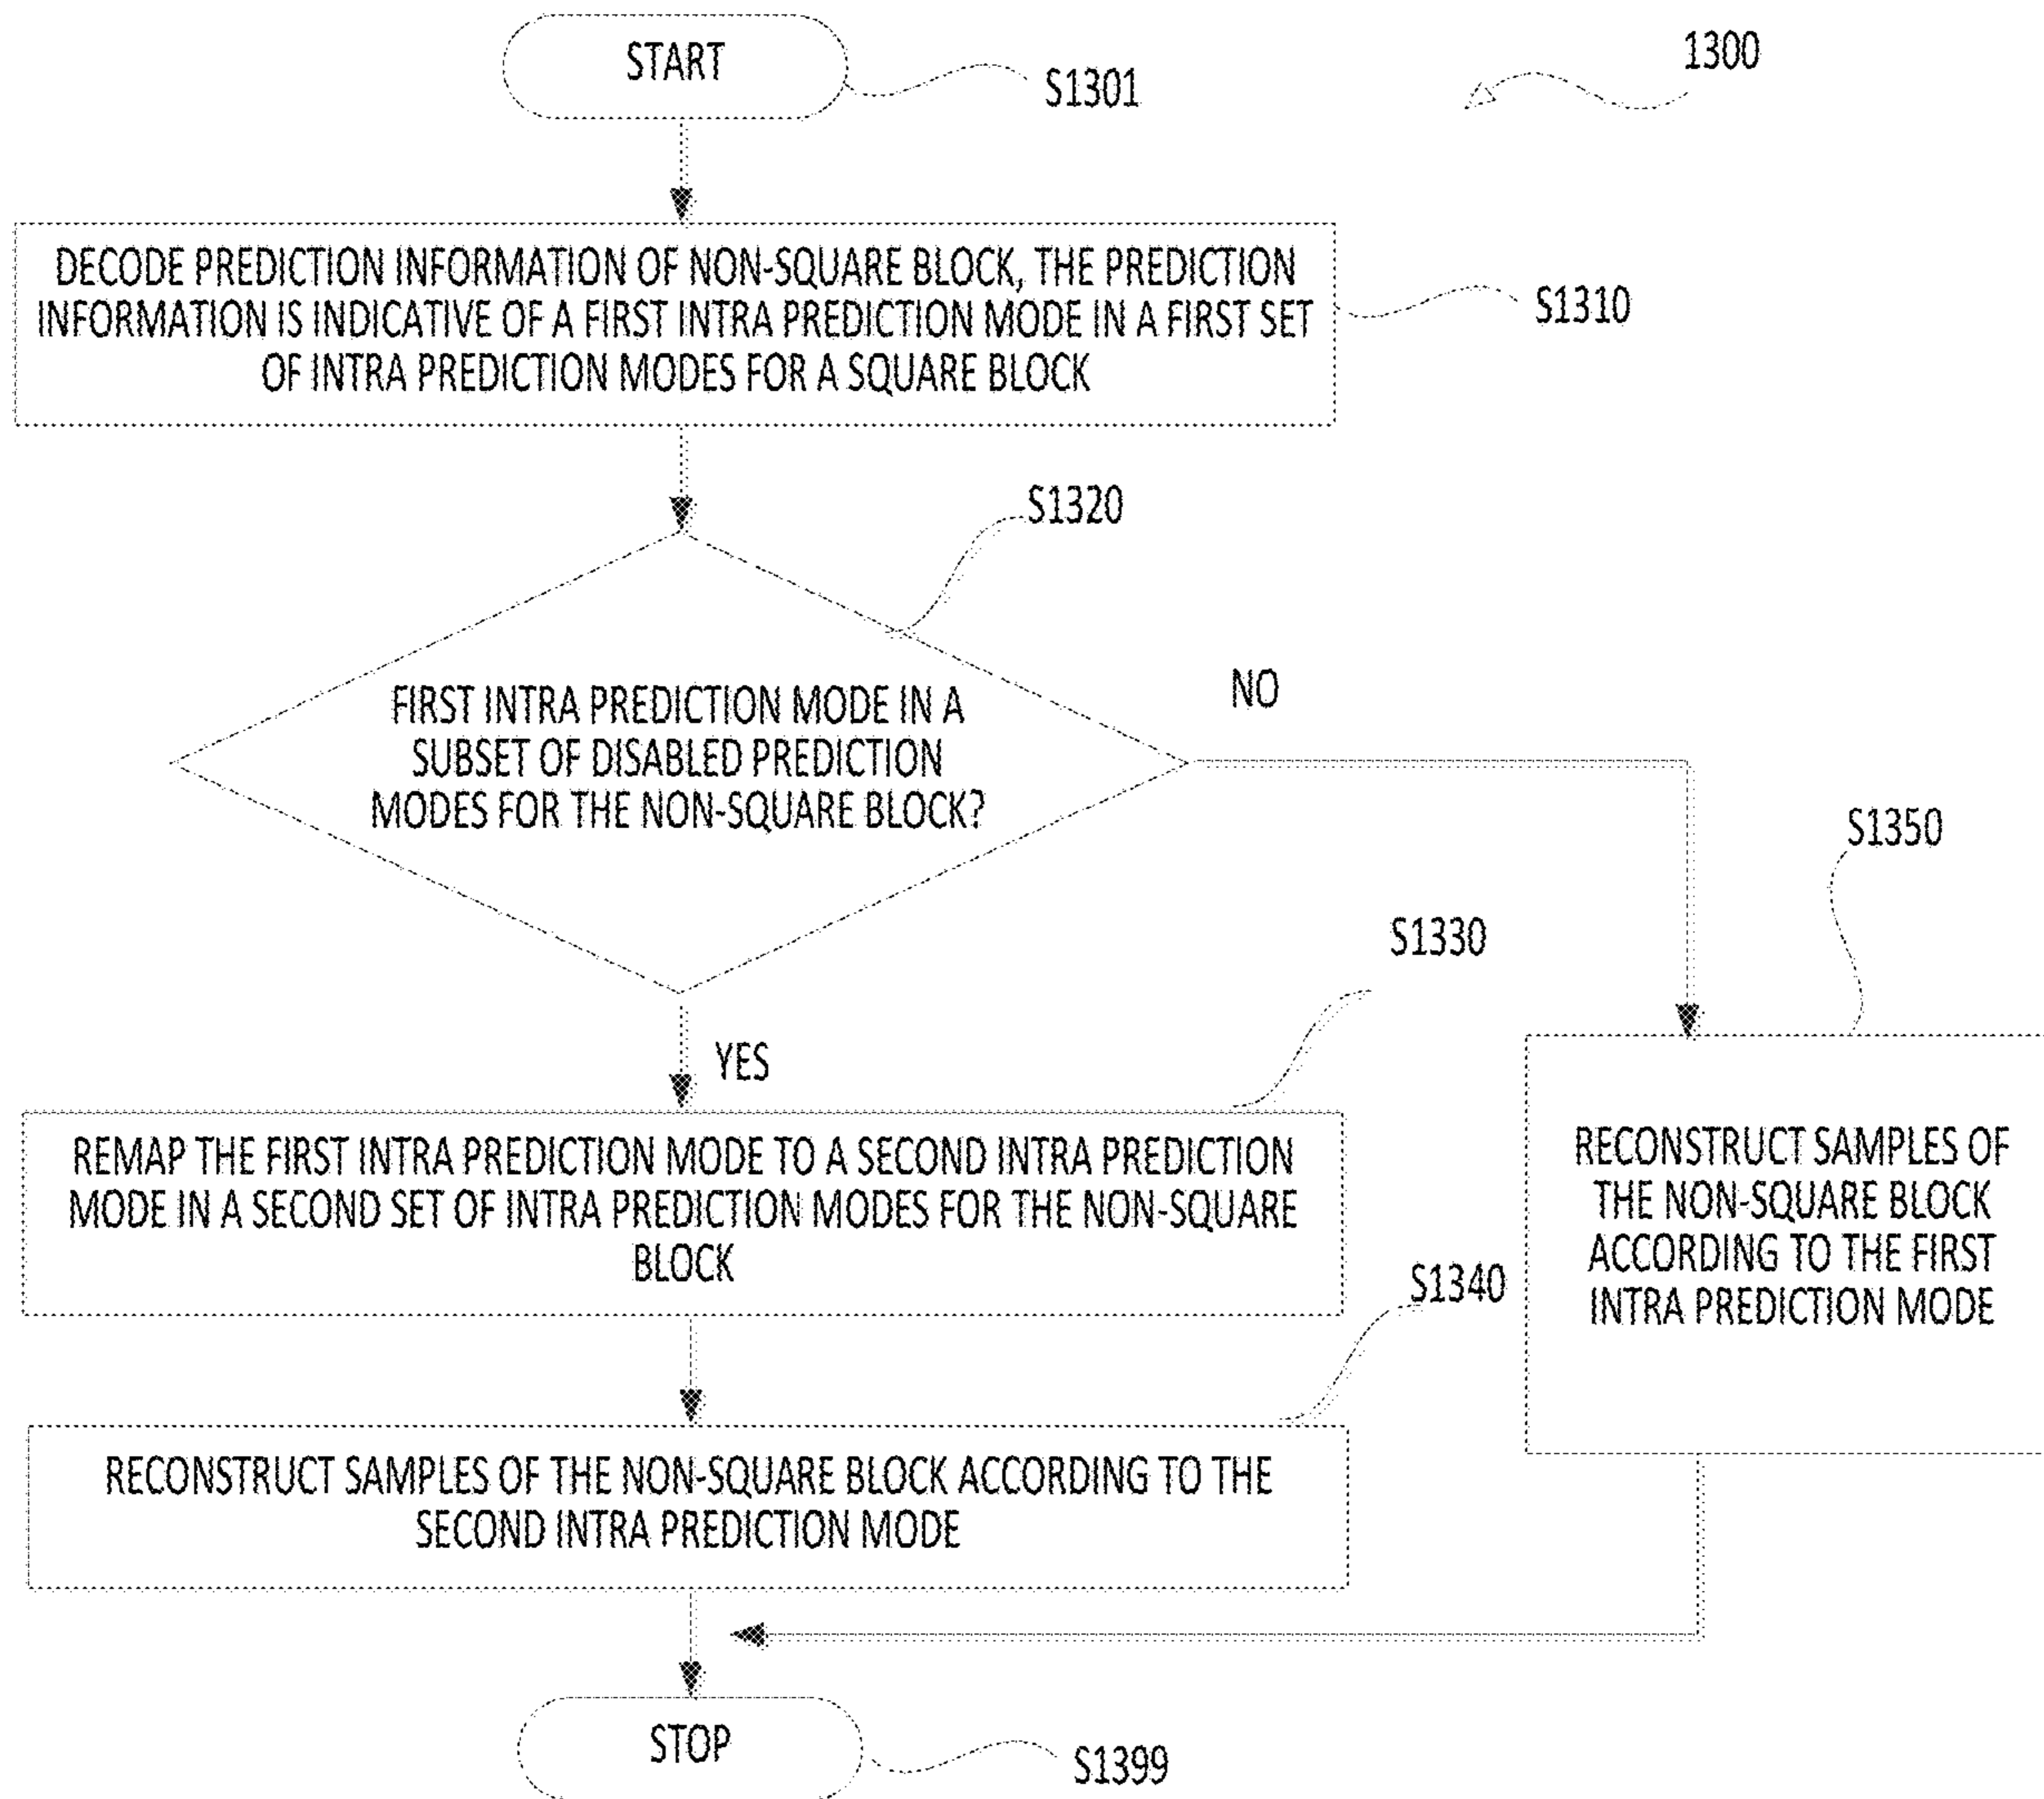 START
S1301
1300
DECODE PREDICTION INFORMATION OF NON-SQUARE BLOCK, THE PREDICTION
INFORMATION IS INDICATIVE OF A FIRST INTRA PREDICTION MODE IN A FIRST SET
OF INTRA PREDICTION MODES FOR A SQUARE BLOCK
S1310
S1320
FIRST INTRA PREDICTION MODE IN A
SUBSET OF DISABLED PREDICTION
MODES FOR THE NON-SQUARE BLOCK?
NO
YES
S1330
REMAP THE FIRST INTRA PREDICTION MODE TO A SECOND INTRA PREDICTION
MODE IN A SECOND SET OF INTRA PREDICTION MODES FOR THE NON-SQUARE
BLOCK
S1340
RECONSTRUCT SAMPLES OF THE NON-SQUARE BLOCK ACCORDING TO THE
SECOND INTRA PREDICTION MODE
S1350
RECONSTRUCT SAMPLES OF
THE NON-SQUARE BLOCK
ACCORDING TO THE FIRST
INTRA PREDICTION MODE
STOP
S1399